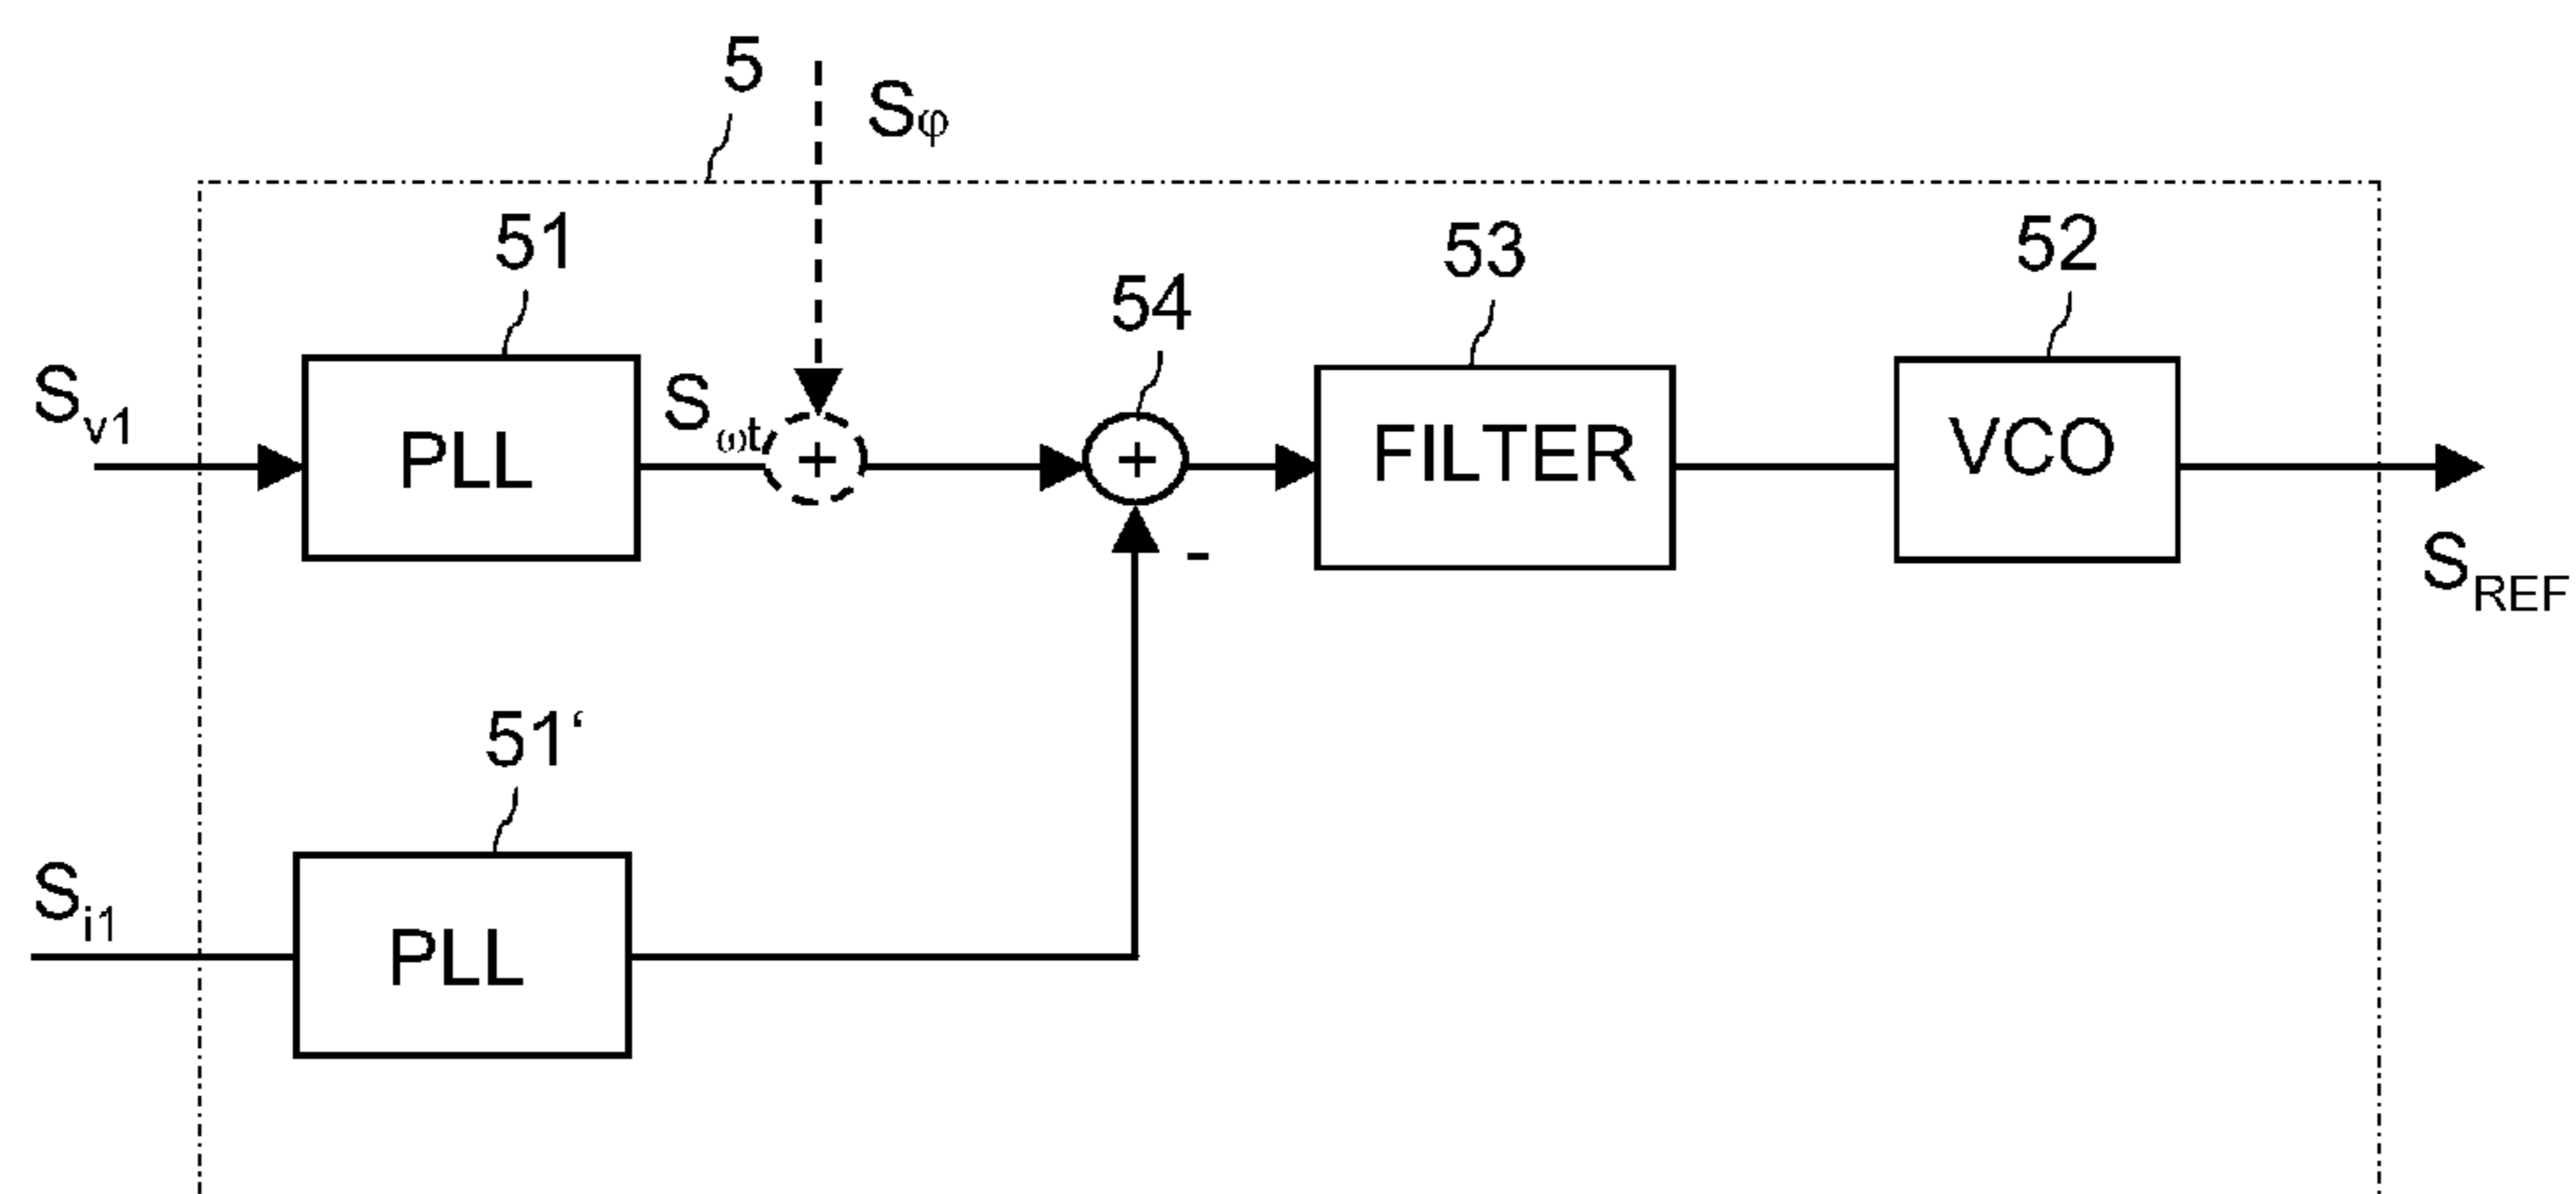 5
Sφ
51
53
52
54
Sv1
PLL
Sωt
+
+
FILTER
VCO
-
SREF
51‘
Si1
PLL